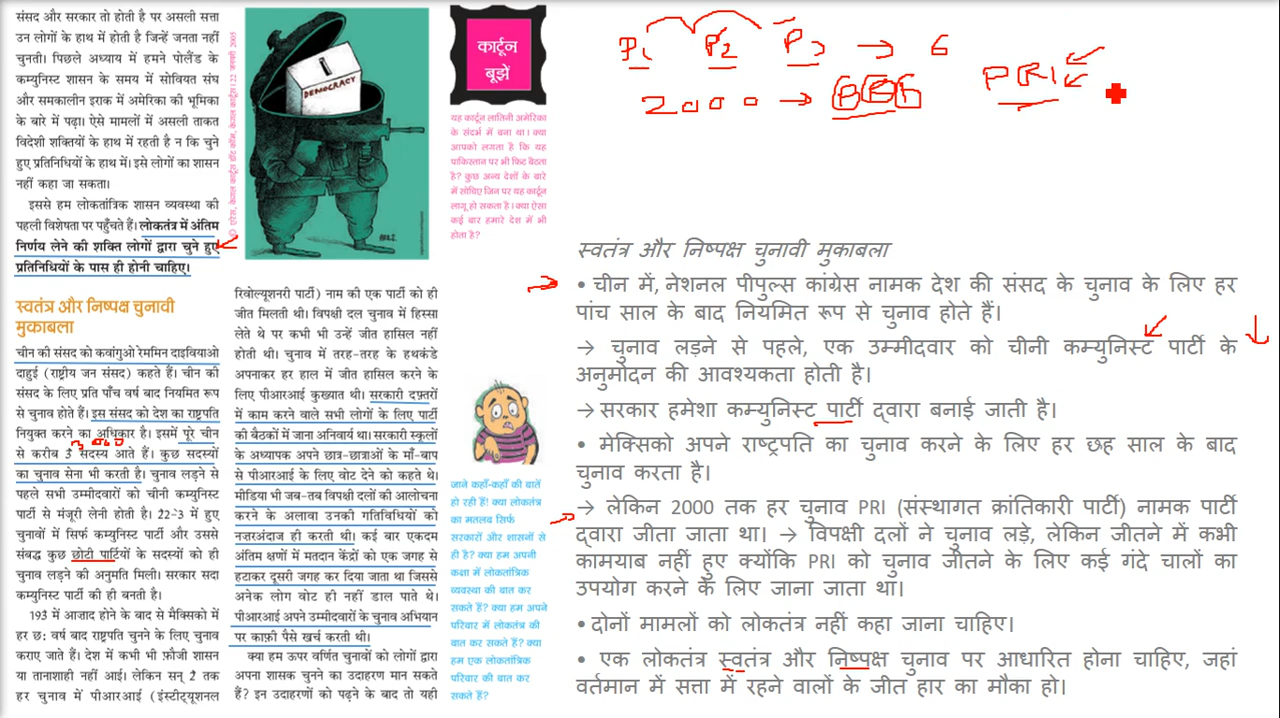 संसद और सरकार तो होती है पर असली सत्ता
उन लोगों के हाथ में होती है जिन्हें जनता नहीं
चुनती। पिछले अध्याय में हमने पोलैंड के
कम्युनिस्ट शासन के समय में सोवियत संघ
और समकालीन इराक में अमेरिका की भूमिका
के बारे में पढ़ा। ऐसे मामलों में असली ताकत
विदेशी शक्तियों के हाथ में रहती है न कि चुने
हुए प्रतिनिधियों के हाथ में। इसे लोगों का शासन
नहीं कहा जा सकता।
इससे हम लोकतांत्रिक शासन व्यवस्था की
पहली विशेषता पर पहुँचते हैं। लोकतंत्र में अंतिम
निर्णय लेने की शक्ति लोगों द्वारा चुने हुए
प्रतिनिधियों के पास ही होनी चाहिए।
स्वतंत्र और निष्पक्ष चुनावी
मुकाबला
चीन की संसद को कवांगुओ रेममिन दाइवियाओ
दाहुई (राष्ट्रीय जन संसद) कहते हैं। चीन की
संसद के लिए प्रति पाँच वर्ष बाद नियमित रूप
से चुनाव होते हैं। इस संसद को देश का राष्ट्रपति
नियुक्त करने का अधिकार है। इसमें पूरे चीन
3000
से करीब 3 सदस्य आते हैं। कुछ सदस्यों
का चुनाव सेना भी करती है। चुनाव लड़ने से
पहले सभी उम्मीदवारों को चीनी कम्युनिस्ट
पार्टी से मंजूरी लेनी होती है। 22-3 में हुए
चुनावों में सिर्फ कम्युनिस्ट पार्टी और उससे
संबद्ध कुछ छोटी पार्टियों के सदस्यों को ही
चुनाव लड़ने की अनुमति मिली। सरकार सदा
कम्युनिस्ट पार्टी की ही बनती है।
193 में आजाद होने के बाद से मैक्सिको में
हर छः वर्ष बाद राष्ट्रपति चुनने के लिए चुनाव
कराए जाते हैं। देश में कभी भी फ़ौजी शासन
या तानाशाही नहीं आई। लेकिन सन् 2 तक
हर चुनाव में पीआरआई (इंस्टीट्यूशनल
DEMOCRACY
रिवोल्यूशनरी पार्टी) नाम की एक पार्टी को ही
जीत मिलती थी। विपक्षी दल चुनाव में हिस्सा
लेते थे पर कभी भी उन्हें जीत हासिल नहीं
होती थी। चुनाव में तरह-तरह के हथकंडे
अपनाकर हर हाल में जीत हासिल करने के
लिए पीआरआई कुख्यात थी। सरकारी दफ़्तरों
में काम करने वाले सभी लोगों के लिए पार्टी
की बैठकों में जाना अनिवार्य था। सरकारी स्कूलों
के अध्यापक अपने छात्र-छात्राओं के माँ-बाप
से पीआरआई के लिए वोट देने को कहते थे।
मीडिया भी जब-तब विपक्षी दलों की आलोचना
करने के अलावा उनकी गतिविधियों को
नजरअंदाज ही करती थी। कई बार एकदम
अंतिम क्षणों में मतदान केंद्रों को एक जगह से
हटाकर दूसरी जगह कर दिया जाता था जिससे
अनेक लोग वोट ही नहीं डाल पाते थे।
पीआरआई अपने उम्मीदवारों के चुनाव अभियान
पर काफ़ी पैसे खर्च करती थी।
क्या हम ऊपर वर्णित चुनावों को लोगों द्वारा
अपना शासक चुनने का उदाहरण मान सकते
हैं? इन उदाहरणों को पढ़ने के बाद तो यही
कार्टून
बूझें
यह कार्टून लातिनी अमेरिका
के संदर्भ में बना था। क्या
आपको लगता है कि यह
पाकिस्तान पर भी फिट बैठता
है? कुछ अन्य देशों के बारे
में सोचिए जिन पर यह कार्टून
लागू हो सकता है। क्या ऐसा
कई बार हमारे देश में भी
होता है?
जाने कहाँ-कहाँ की बातें
हो रही हैं! क्या लोकतंत्र
का मतलब सिर्फ
सरकारों और शासनों से
ही है? क्या हम अपनी
कक्षा में लोकतांत्रिक
व्यवस्था की बात कर
सकते हैं? क्या हम अपने
परिवार में लोकतंत्र की
बात कर सकते हैं? क्या
हम एक लोकतांत्रिक
परिवार की बात कर
सकते हैं?
P1 P2 P3 → 6
2000 →
PRI
स्वतंत्र और निष्पक्ष चुनावी मुकाबला
• चीन में, नेशनल पीपुल्स कांग्रेस नामक देश की संसद के चुनाव के लिए हर
पांच साल के बाद नियमित रूप से चुनाव होते हैं।
→ चुनाव लड़ने से पहले, एक उम्मीदवार को चीनी कम्युनिस्ट पार्टी के
अनुमोदन की आवश्यकता होती है।
→ सरकार हमेशा कम्युनिस्ट पार्टी द्वारा बनाई जाती है।
• मेक्सिको अपने राष्ट्रपति का चुनाव करने के लिए हर छह साल के बाद
चुनाव करता है।
→ लेकिन 2000 तक हर चुनाव PRI (संस्थागत क्रांतिकारी पार्टी) नामक पार्टी
द्वारा जीता जाता था। → विपक्षी दलों ने चुनाव लड़े, लेकिन जीतने में कभी
कामयाब नहीं हुए क्योंकि PRI को चुनाव जीतने के लिए कई गंदे चालों का
उपयोग करने के लिए जाना जाता था।
• दोनों मामलों को लोकतंत्र नहीं कहा जाना चाहिए।
• एक लोकतंत्र स्वतंत्र और निष्पक्ष चुनाव पर आधारित होना चाहिए, जहां
वर्तमान में सत्ता में रहने वालों के जीत हार का मौका हो।